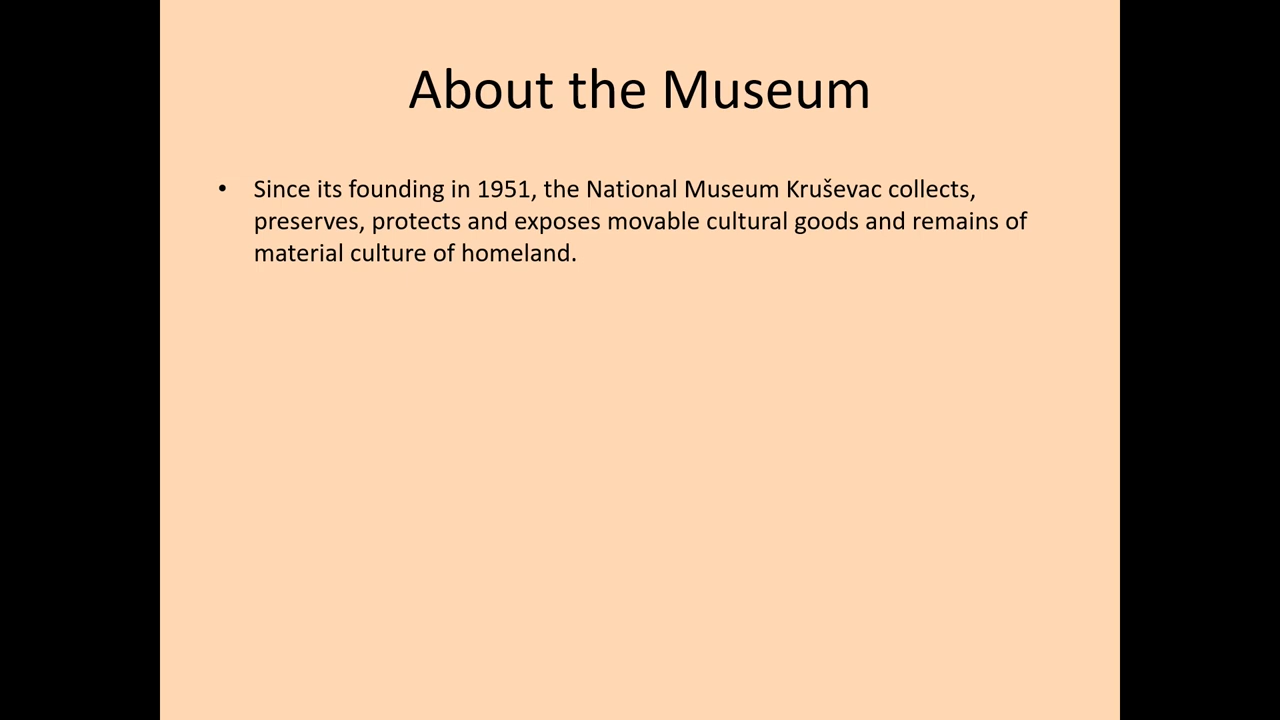 About the Museum
• Since its founding in 1951, the National Museum Kruševac collects,
preserves, protects and exposes movable cultural goods and remains of
material culture of homeland.